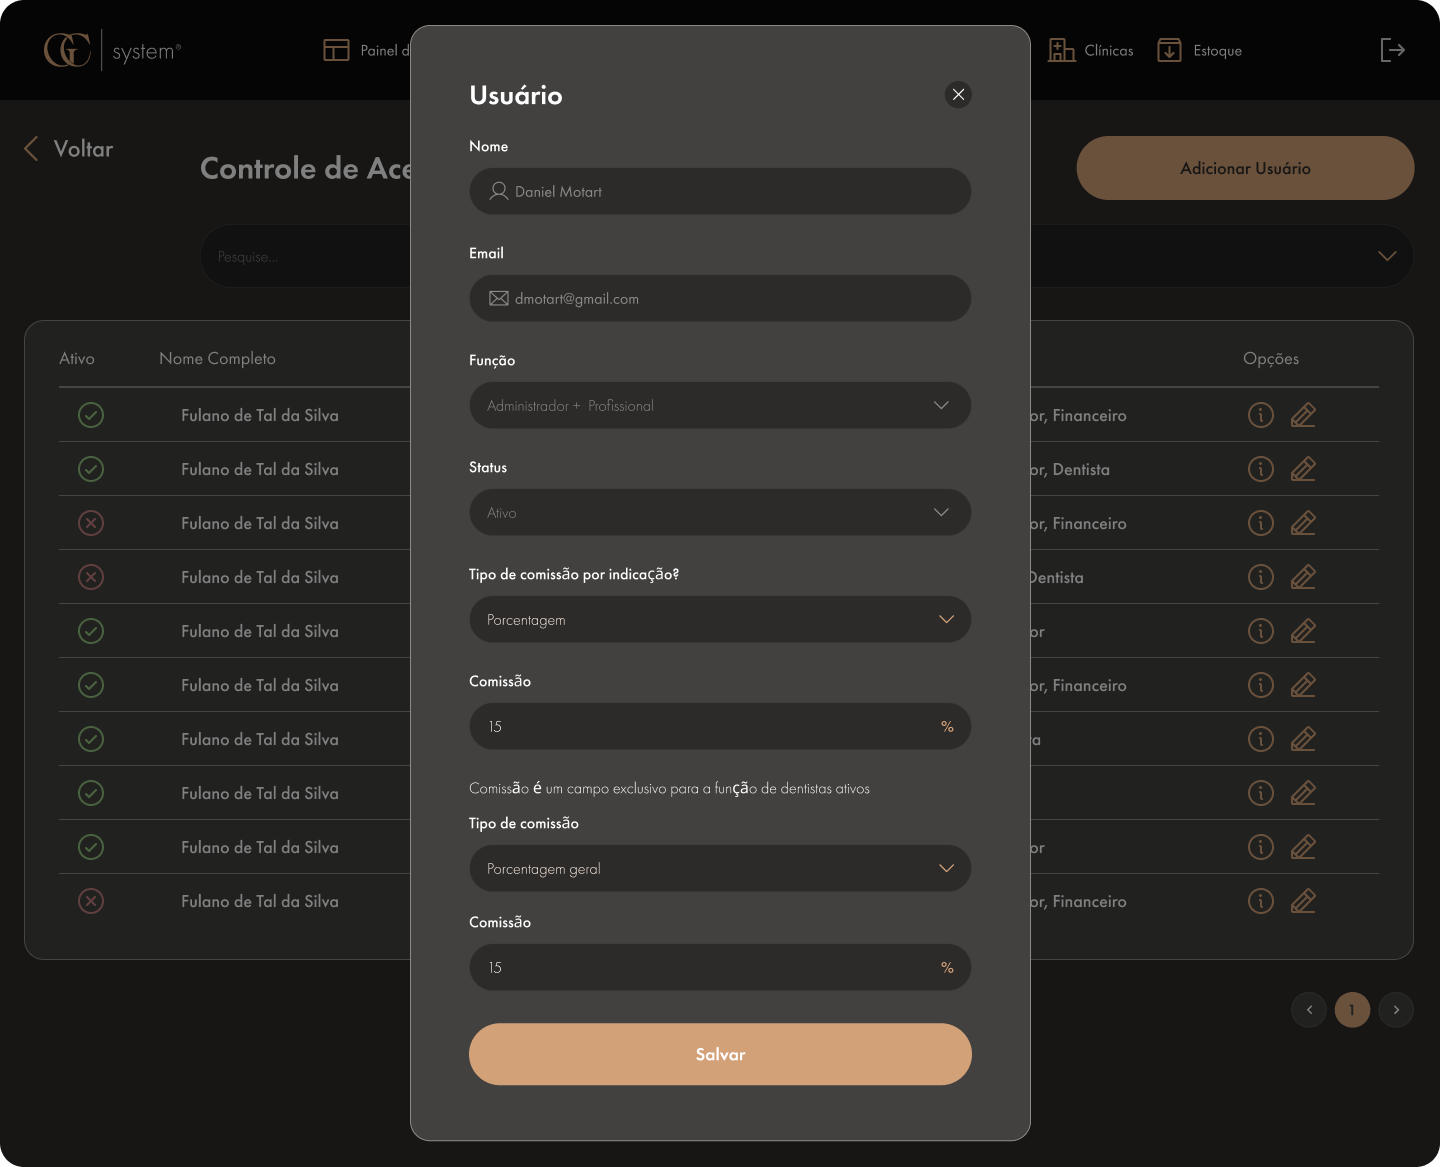 GC system®
Painel d
Clínicas
Estoque
Voltar
Controle de Ace
Adicionar Usuário
Pesquise...
Ativo
Nome Completo
Opções
Fulano de Tal da Silva
or, Financeiro
Fulano de Tal da Silva
or, Dentista
Fulano de Tal da Silva
or, Financeiro
Fulano de Tal da Silva
Dentista
Fulano de Tal da Silva
or
Fulano de Tal da Silva
or, Financeiro
Fulano de Tal da Silva
ta
Fulano de Tal da Silva
Fulano de Tal da Silva
or
Fulano de Tal da Silva
or, Financeiro
1
Usuário
Nome
Daniel Motart
Email
dmotart@gmail.com
Função
Administrador + Profissional
Status
Ativo
Tipo de comissão por indicação?
Porcentagem
Comissão
15 %
Comissão é um campo exclusivo para a função de dentistas ativos
Tipo de comissão
Porcentagem geral
Comissão
15 %
Salvar